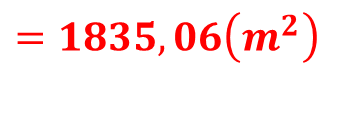 = 1835,06(m²)